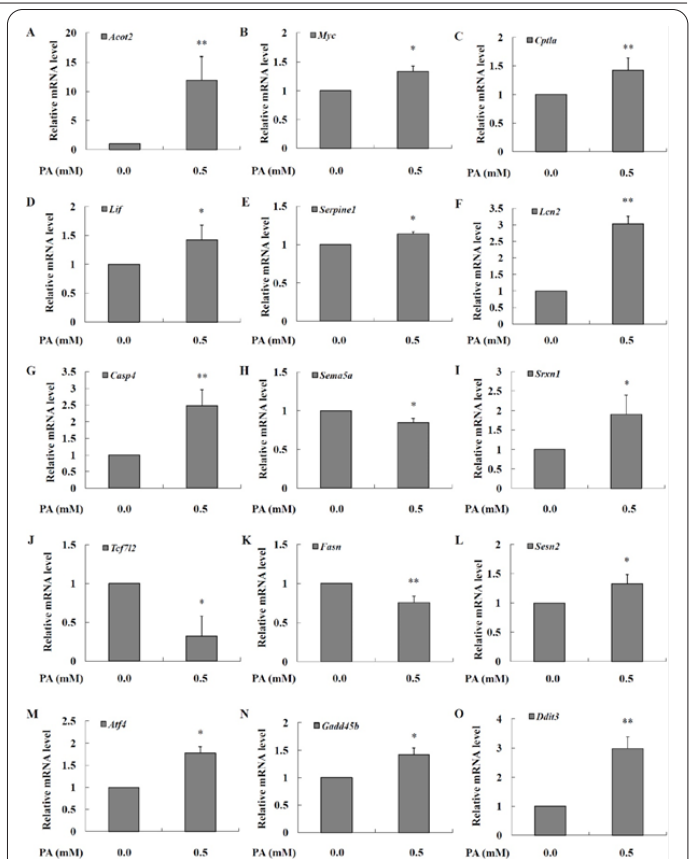 A
Acot2
**
Relative mRNA level
20
15
10
5
0
PA (mM) 0.0 0.5
B
Myc
*
Relative mRNA level
2
1.5
1
0.5
0
PA (mM) 0.0 0.5
C
Cptla
**
Relative mRNA level
2
1.5
1
0.5
0
PA (mM) 0.0 0.5
D
Lif
*
Relative mRNA level
2
1.5
1
0.5
0
PA (mM) 0.0 0.5
E
Serpine1
*
Relative mRNA level
1.5
1
0.5
0
PA (mM) 0.0 0.5
F
Lcn2
**
Relative mRNA level
3.5
3
2.5
2
1.5
1
0.5
0
PA (mM) 0.0 0.5
G
Casp4
**
Relative mRNA level
3.5
3
2.5
2
1.5
1
0.5
0
PA (mM) 0.0 0.5
H
Sema5a
*
Relative mRNA level
1.5
1
0.5
0
PA (mM) 0.0 0.5
I
Srxn1
*
Relative mRNA level
3
2.5
2
1.5
1
0.5
0
PA (mM) 0.0 0.5
J
Tcf7l2
*
Relative mRNA level
1.5
1
0.5
0
PA (mM) 0.0 0.5
K
Fasn
**
Relative mRNA level
1.5
1
0.5
0
PA (mM) 0.0 0.5
L
Sesn2
*
Relative mRNA level
2
1.5
1
0.5
0
PA (mM) 0.0 0.5
M
Atf4
*
Relative mRNA level
2.5
2
1.5
1
0.5
0
PA (mM) 0.0 0.5
N
Gadd45b
*
Relative mRNA level
2
1.5
1
0.5
0
PA (mM) 0.0 0.5
O
Ddit3
**
Relative mRNA level
4
3
2
1
0
PA (mM) 0.0 0.5